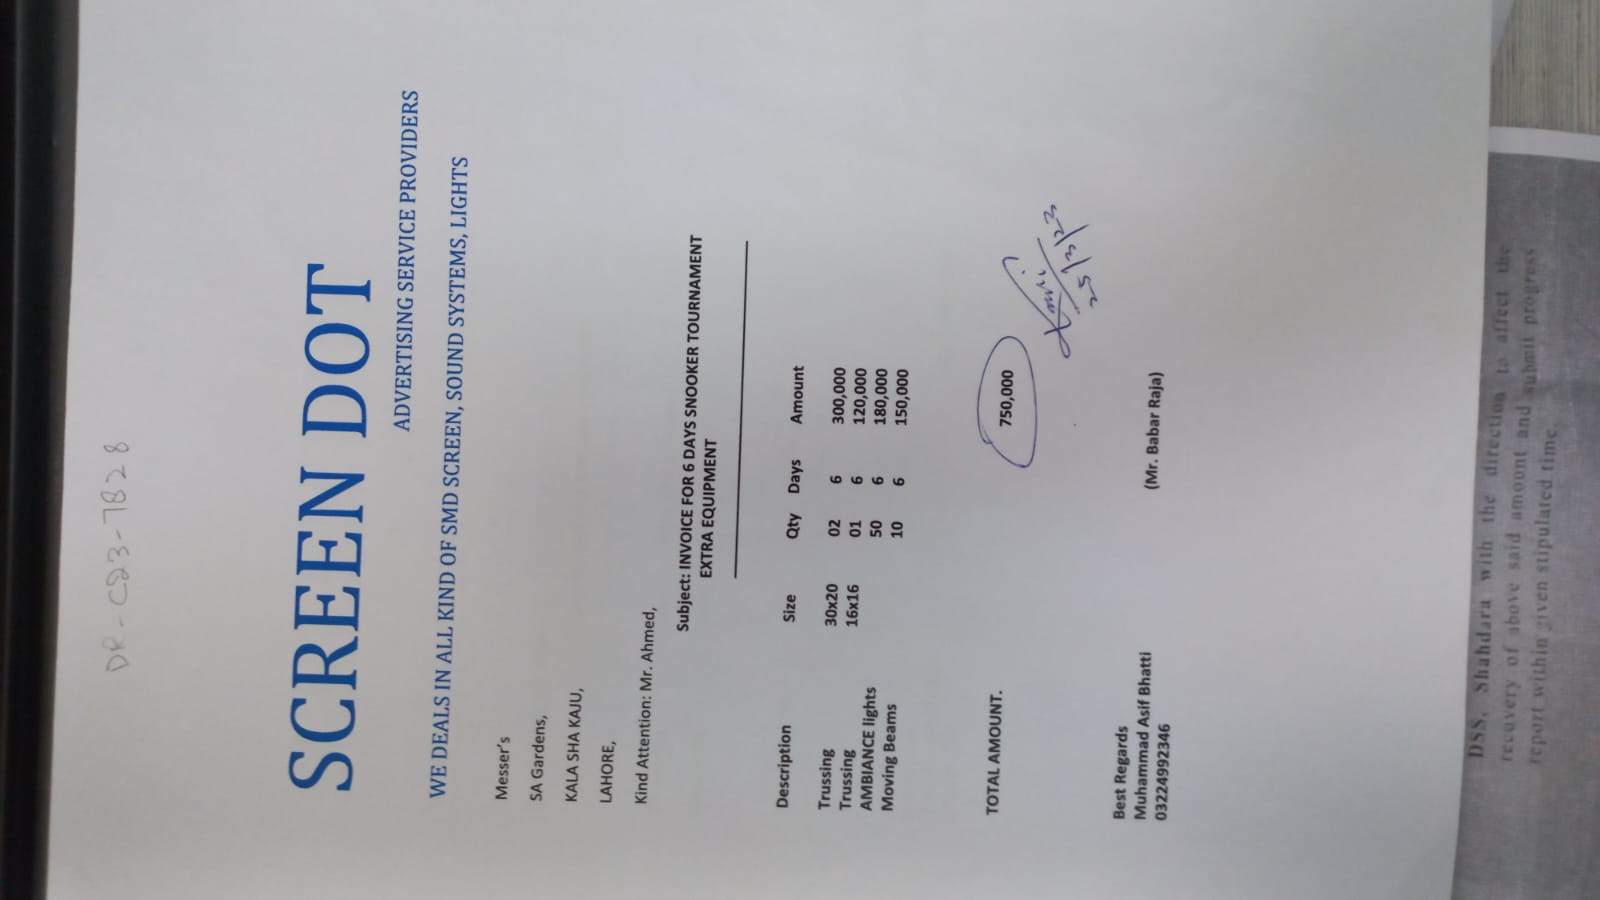 DR-C23-7828
SCREEN DOT
ADVERTISING SERVICE PROVIDERS
WE DEALS IN ALL KIND OF SMD SCREEN, SOUND SYSTEMS, LIGHTS
Messer's
SA Gardens,
KALA SHA KAJU,
LAHORE,
Kind Attention: Mr. Ahmed,
Subject: INVOICE FOR 6 DAYS SNOOKER TOURNAMENT
EXTRA EQUIPMENT
Description Size Qty Days Amount
Trussing 30x20 02 6 300,000
Trussing 16x16 01 6 120,000
AMBIANCE lights 50 6 180,000
Moving Beams 10 6 150,000
TOTAL AMOUNT. 750,000
25/3/23
Best Regards
Muhammad Asif Bhatti (Mr. Babar Raja)
03224992346
DSS, Shahdara with the direction to affect the
recovery of above said amount and submit progress
report within given stipulated time.